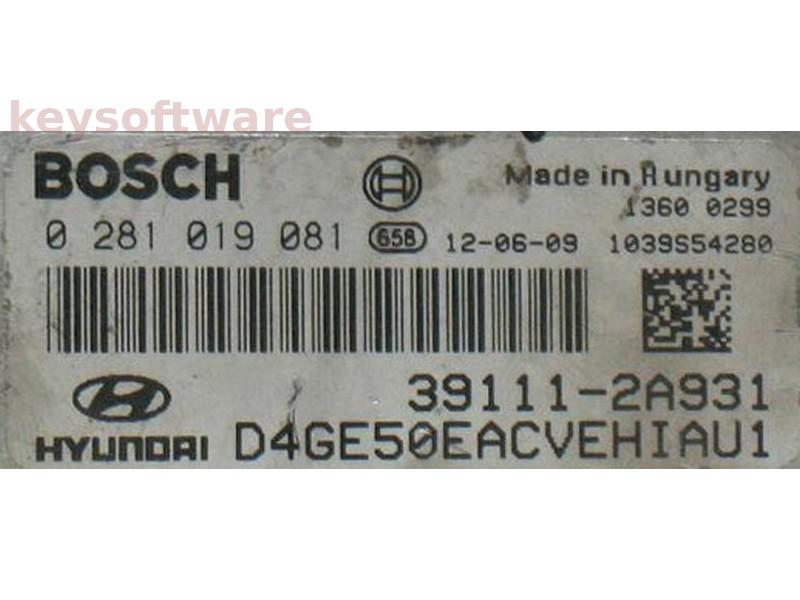 keysoftware
BOSCH
Made in Hungary
1360 0299
0 281 019 081 658 12-06-09 1039S54280
39111-2A931
HYUNDAI D4GE50EACVEHIAU1